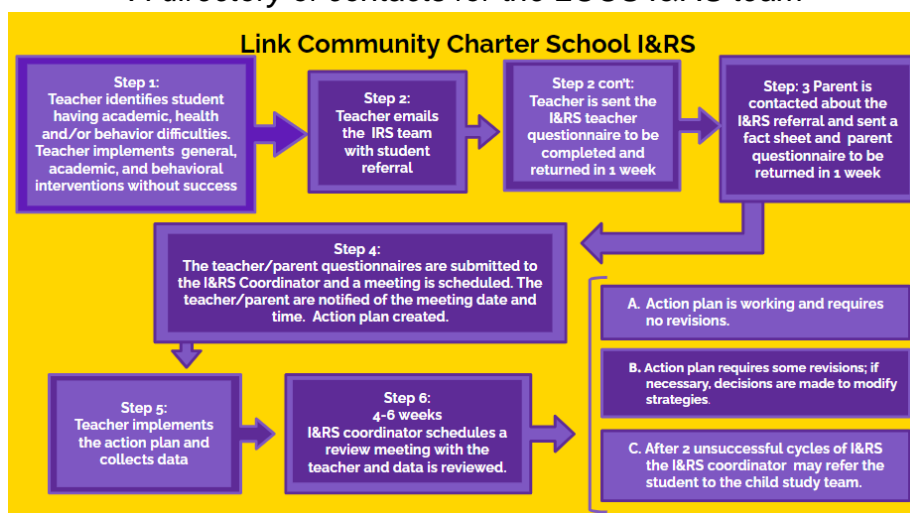 A directory of contacts for the LCCS I&RS team
Link Community Charter School I&RS
Step 1:
Teacher identifies student
having academic, health
and/or behavior difficulties.
Teacher implements general,
academic, and behavioral
interventions without success
Step 2:
Teacher emails
the IRS team
with student
referral
Step 2 con't:
Teacher is sent the
I&RS teacher
questionnaire to be
completed and
returned in 1 week
Step: 3 Parent is
contacted about the
I&RS referral and sent a
fact sheet and parent
questionnaire to be
returned in 1 week
Step 4:
The teacher/parent questionnaires are submitted to
the I&RS Coordinator and a meeting is scheduled. The
teacher/parent are notified of the meeting date and
time. Action plan created.
Step 5:
Teacher implements
the action plan and
collects data
Step 6:
4-6 weeks
I&RS coordinator schedules a
review meeting with the
teacher and data is reviewed.
A. Action plan is working and requires
no revisions.
B. Action plan requires some revisions; if
necessary, decisions are made to modify
strategies.
C. After 2 unsuccessful cycles of I&RS
the I&RS coordinator may refer the
student to the child study team.